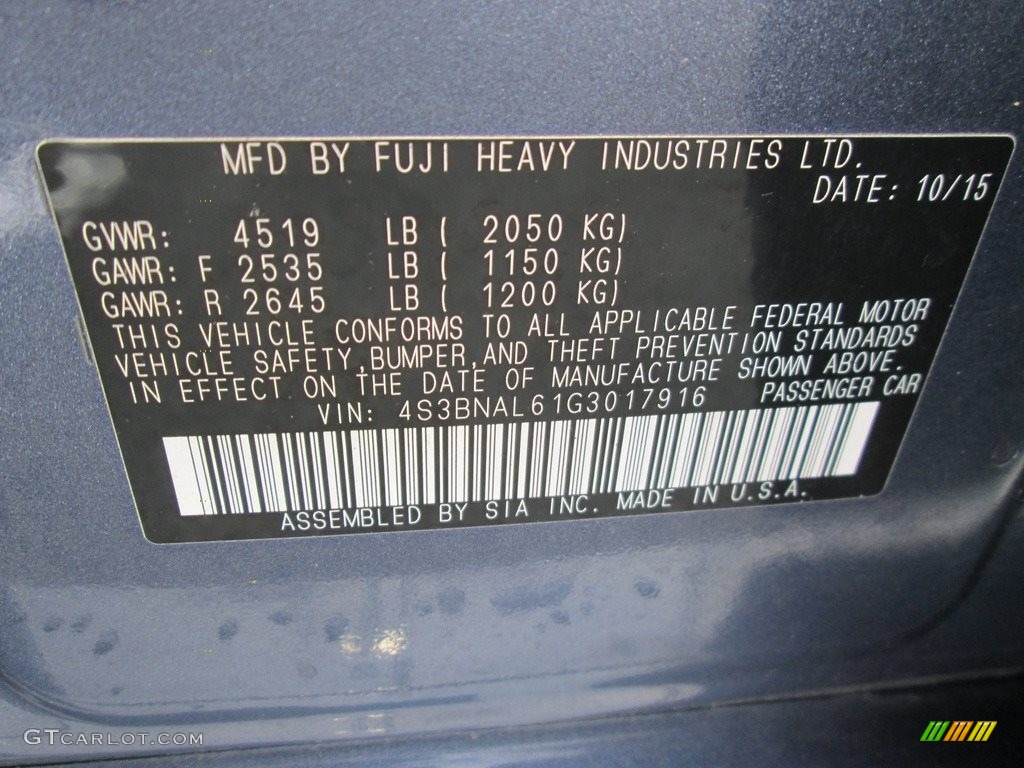 MFD BY FUJI HEAVY INDUSTRIES LTD.
DATE: 10/15
GVWR: 4519 LB ( 2050 KG)
GAWR: F 2535 LB ( 1150 KG)
GAWR: R 2645 LB ( 1200 KG)
THIS VEHICLE CONFORMS TO ALL APPLICABLE FEDERAL MOTOR
VEHICLE SAFETY,BUMPER,AND THEFT PREVENTION STANDARDS
IN EFFECT ON THE DATE OF MANUFACTURE SHOWN ABOVE.
VIN: 4S3BNAL61G3017916 PASSENGER CAR
ASSEMBLED BY SIA INC. MADE IN U.S.A.
GTCARLOT.COM